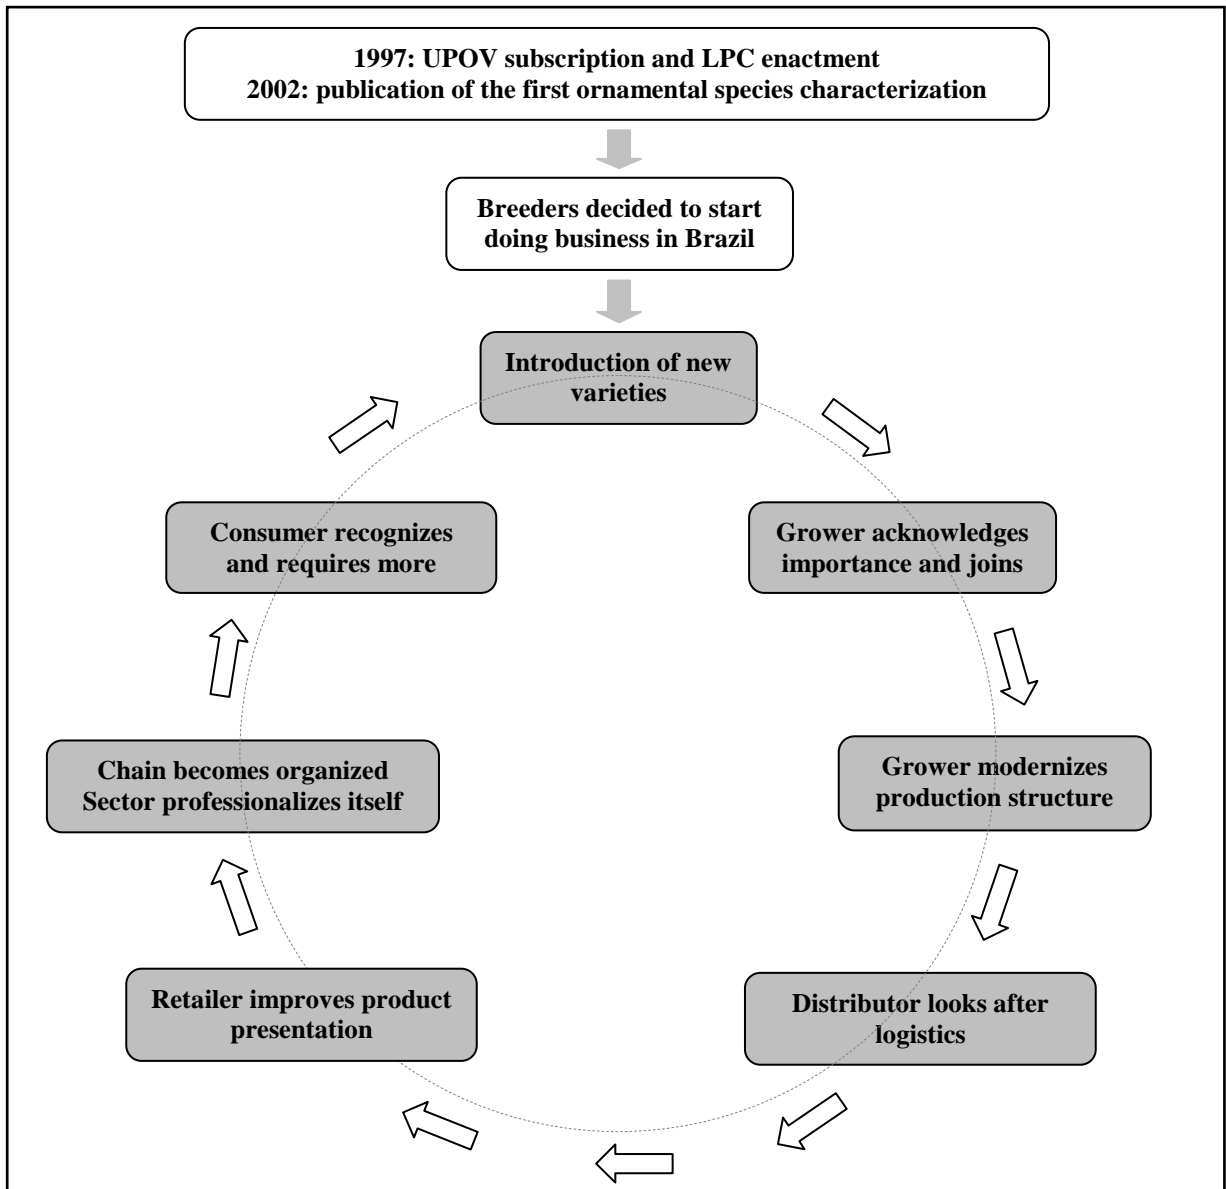 1997: UPOV subscription and LPC enactment
2002: publication of the first ornamental species characterization
Breeders decided to start
doing business in Brazil
Introduction of new
varieties
Grower acknowledges
importance and joins
Grower modernizes
production structure
Distributor looks after
logistics
Retailer improves product
presentation
Chain becomes organized
Sector professionalizes itself
Consumer recognizes
and requires more